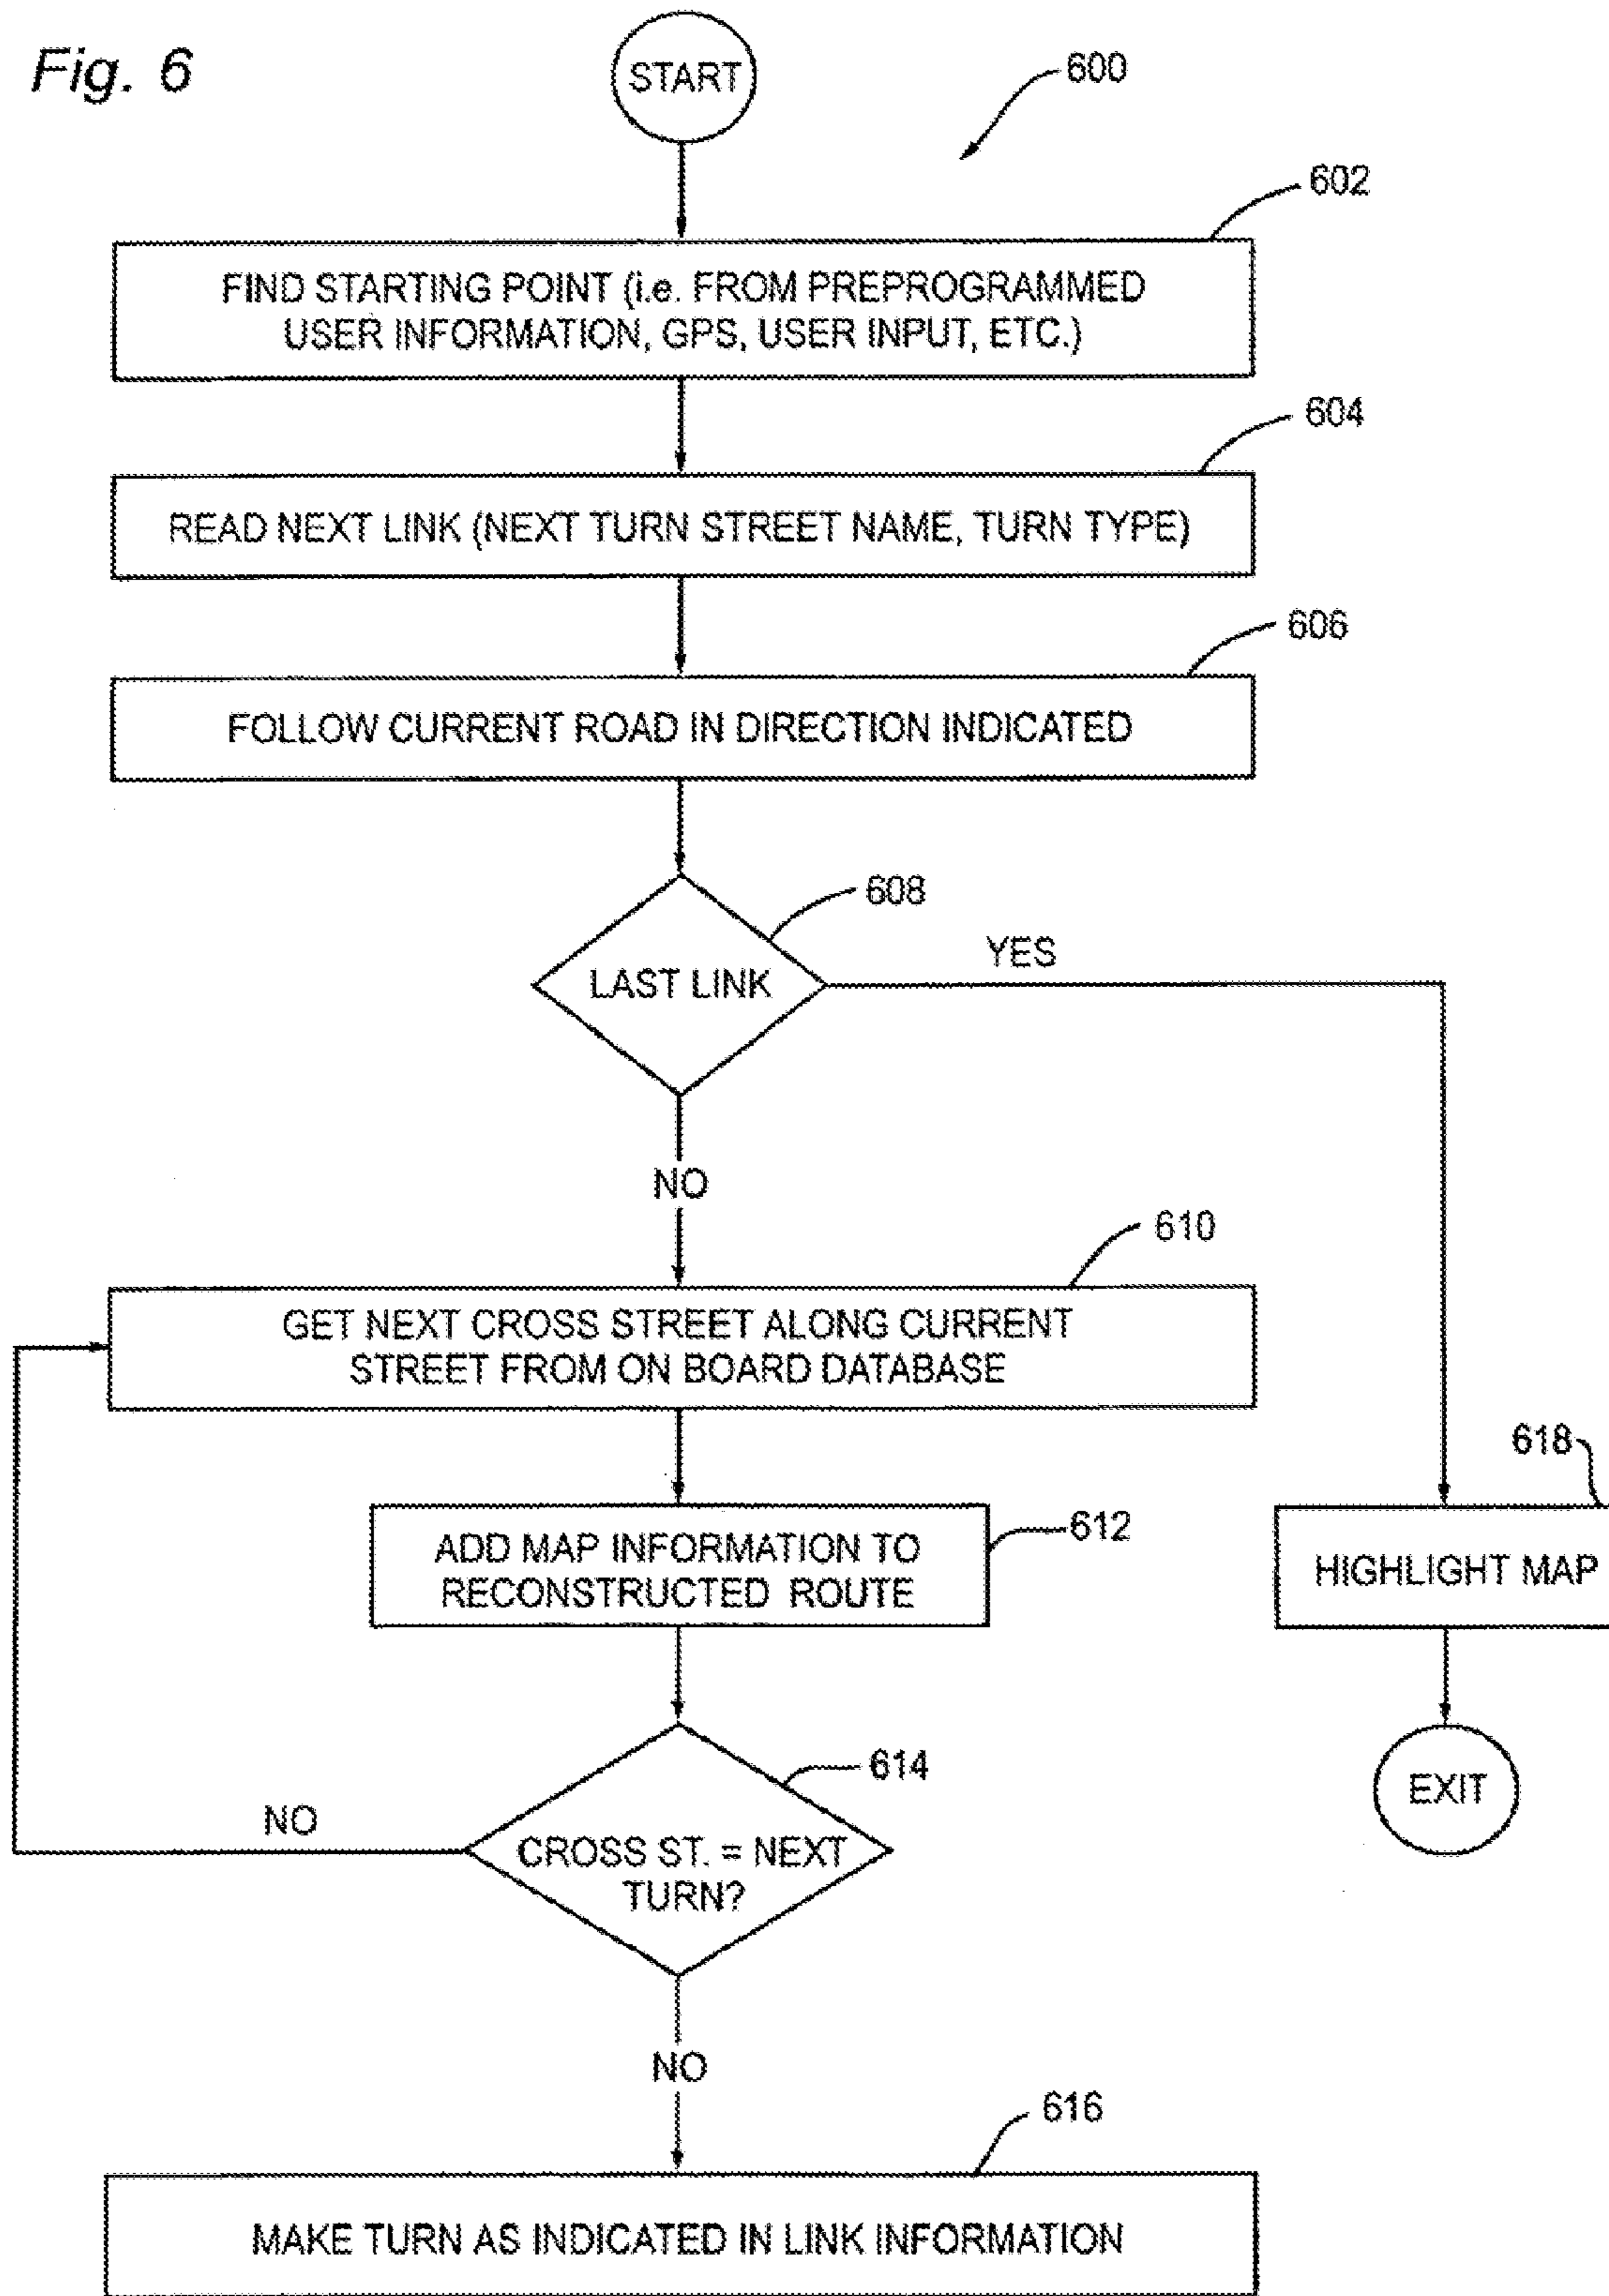 Fig. 6
START
600
602
FIND STARTING POINT (i.e. FROM PREPROGRAMMED
USER INFORMATION, GPS, USER INPUT, ETC.)
604
READ NEXT LINK (NEXT TURN STREET NAME, TURN TYPE)
606
FOLLOW CURRENT ROAD IN DIRECTION INDICATED
608
LAST LINK
YES
NO
610
GET NEXT CROSS STREET ALONG CURRENT
STREET FROM ON BOARD DATABASE
618
612
ADD MAP INFORMATION TO
RECONSTRUCTED ROUTE
HIGHLIGHT MAP
614
NO
CROSS ST. = NEXT
TURN?
EXIT
NO
616
MAKE TURN AS INDICATED IN LINK INFORMATION